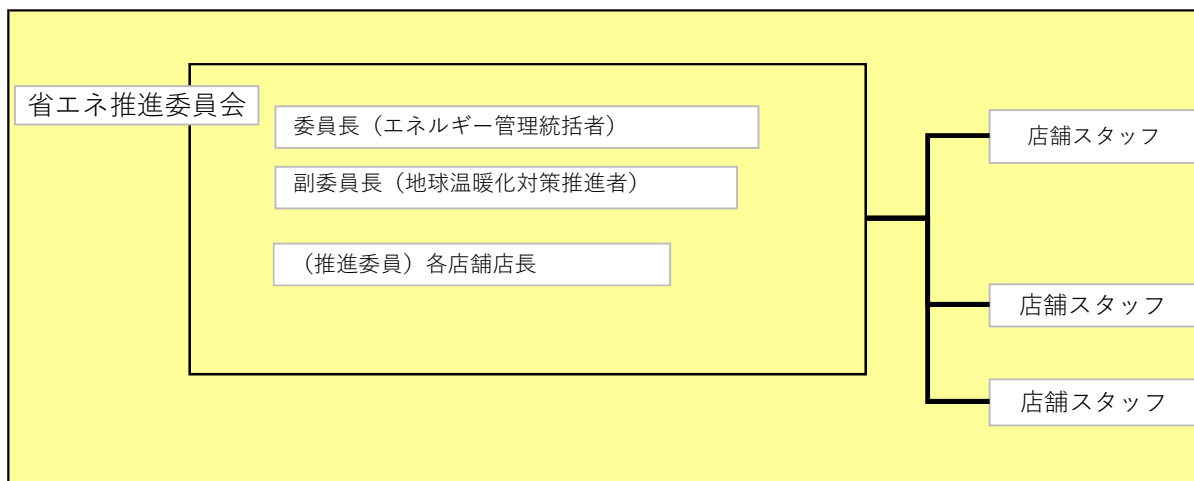 省エネ推進委員会
委員長（エネルギー管理統括者）
副委員長（地球温暖化対策推進者）
（推進委員）各店舗店長
店舗スタッフ
店舗スタッフ
店舗スタッフ